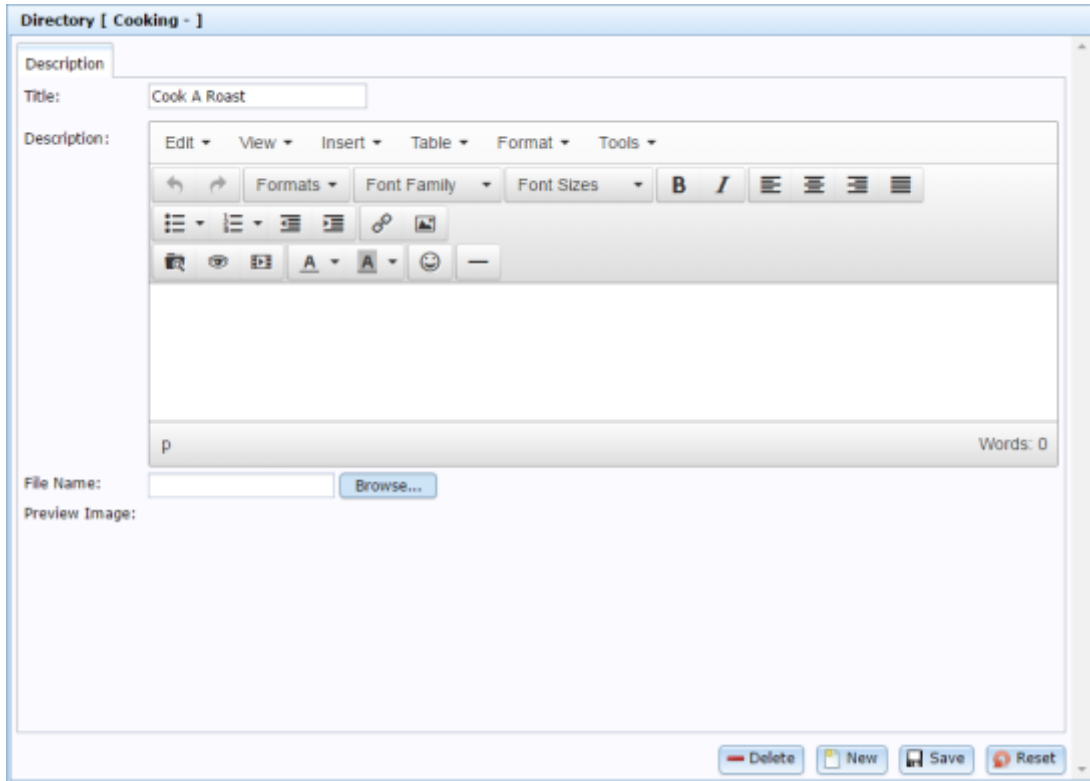 Directory [ Cooking - ]
Description
Title: Cook A Roast
Description:
Edit View Insert Table Format Tools
Formats Font Family Font Sizes B I
A A
p Words: 0
File Name: Browse...
Preview Image:
Delete New Save Reset